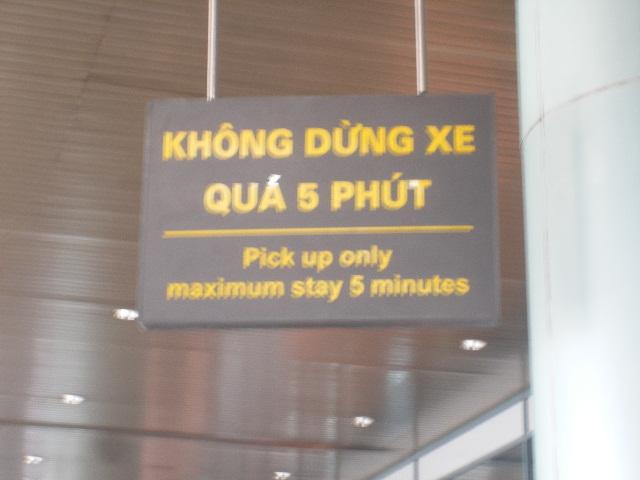 KHÔNG DỪNG XE
QUÁ 5 PHÚT
Pick up only
maximum stay 5 minutes